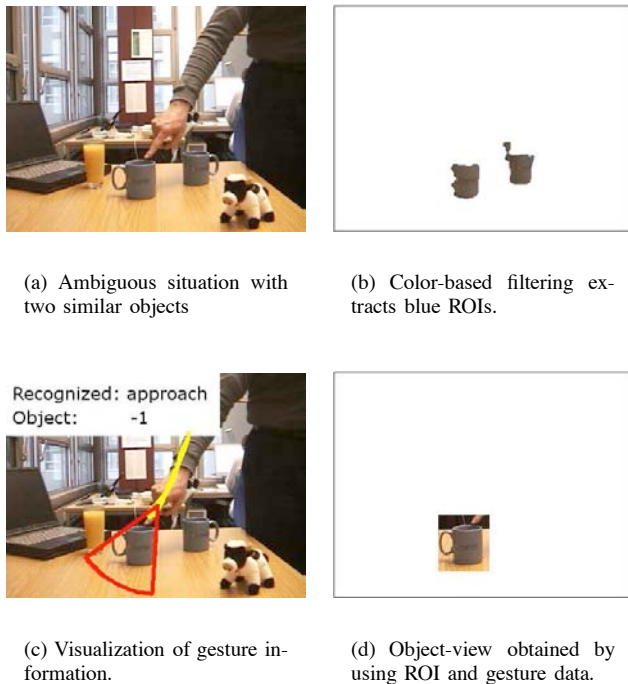 (a) Ambiguous situation with
two similar objects
(b) Color-based filtering ex-
tracts blue ROIs.
Recognized: approach
Object: -1
(c) Visualization of gesture in-
formation.
(d) Object-view obtained by
using ROI and gesture data.